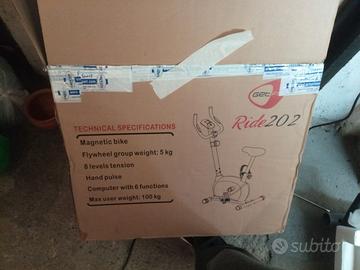 Get
Ride202
TECHNICAL SPECIFICATIONS
Magnetic bike
Flywheel group weight: 5 kg
8 levels tension
Hand pulse
Computer with 6 functions
Max user weight: 100 kg
subito